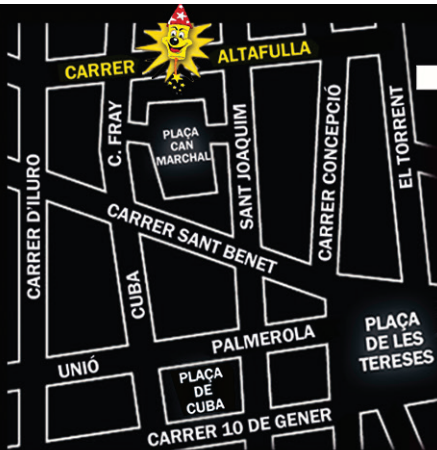 CARRER ALTAFULLA
C. FRAY
PLAÇA
CAN
MARCHAL
SANT JOAQUIM
CARRER CONCEPCIÓ
EL TORRENT
CARRER D'ILURO
CARRER SANT BENET
CUBA
PALMEROLA
UNIÓ
PLAÇA
DE LES
TERESES
PLAÇA
DE
CUBA
CARRER 10 DE GENER